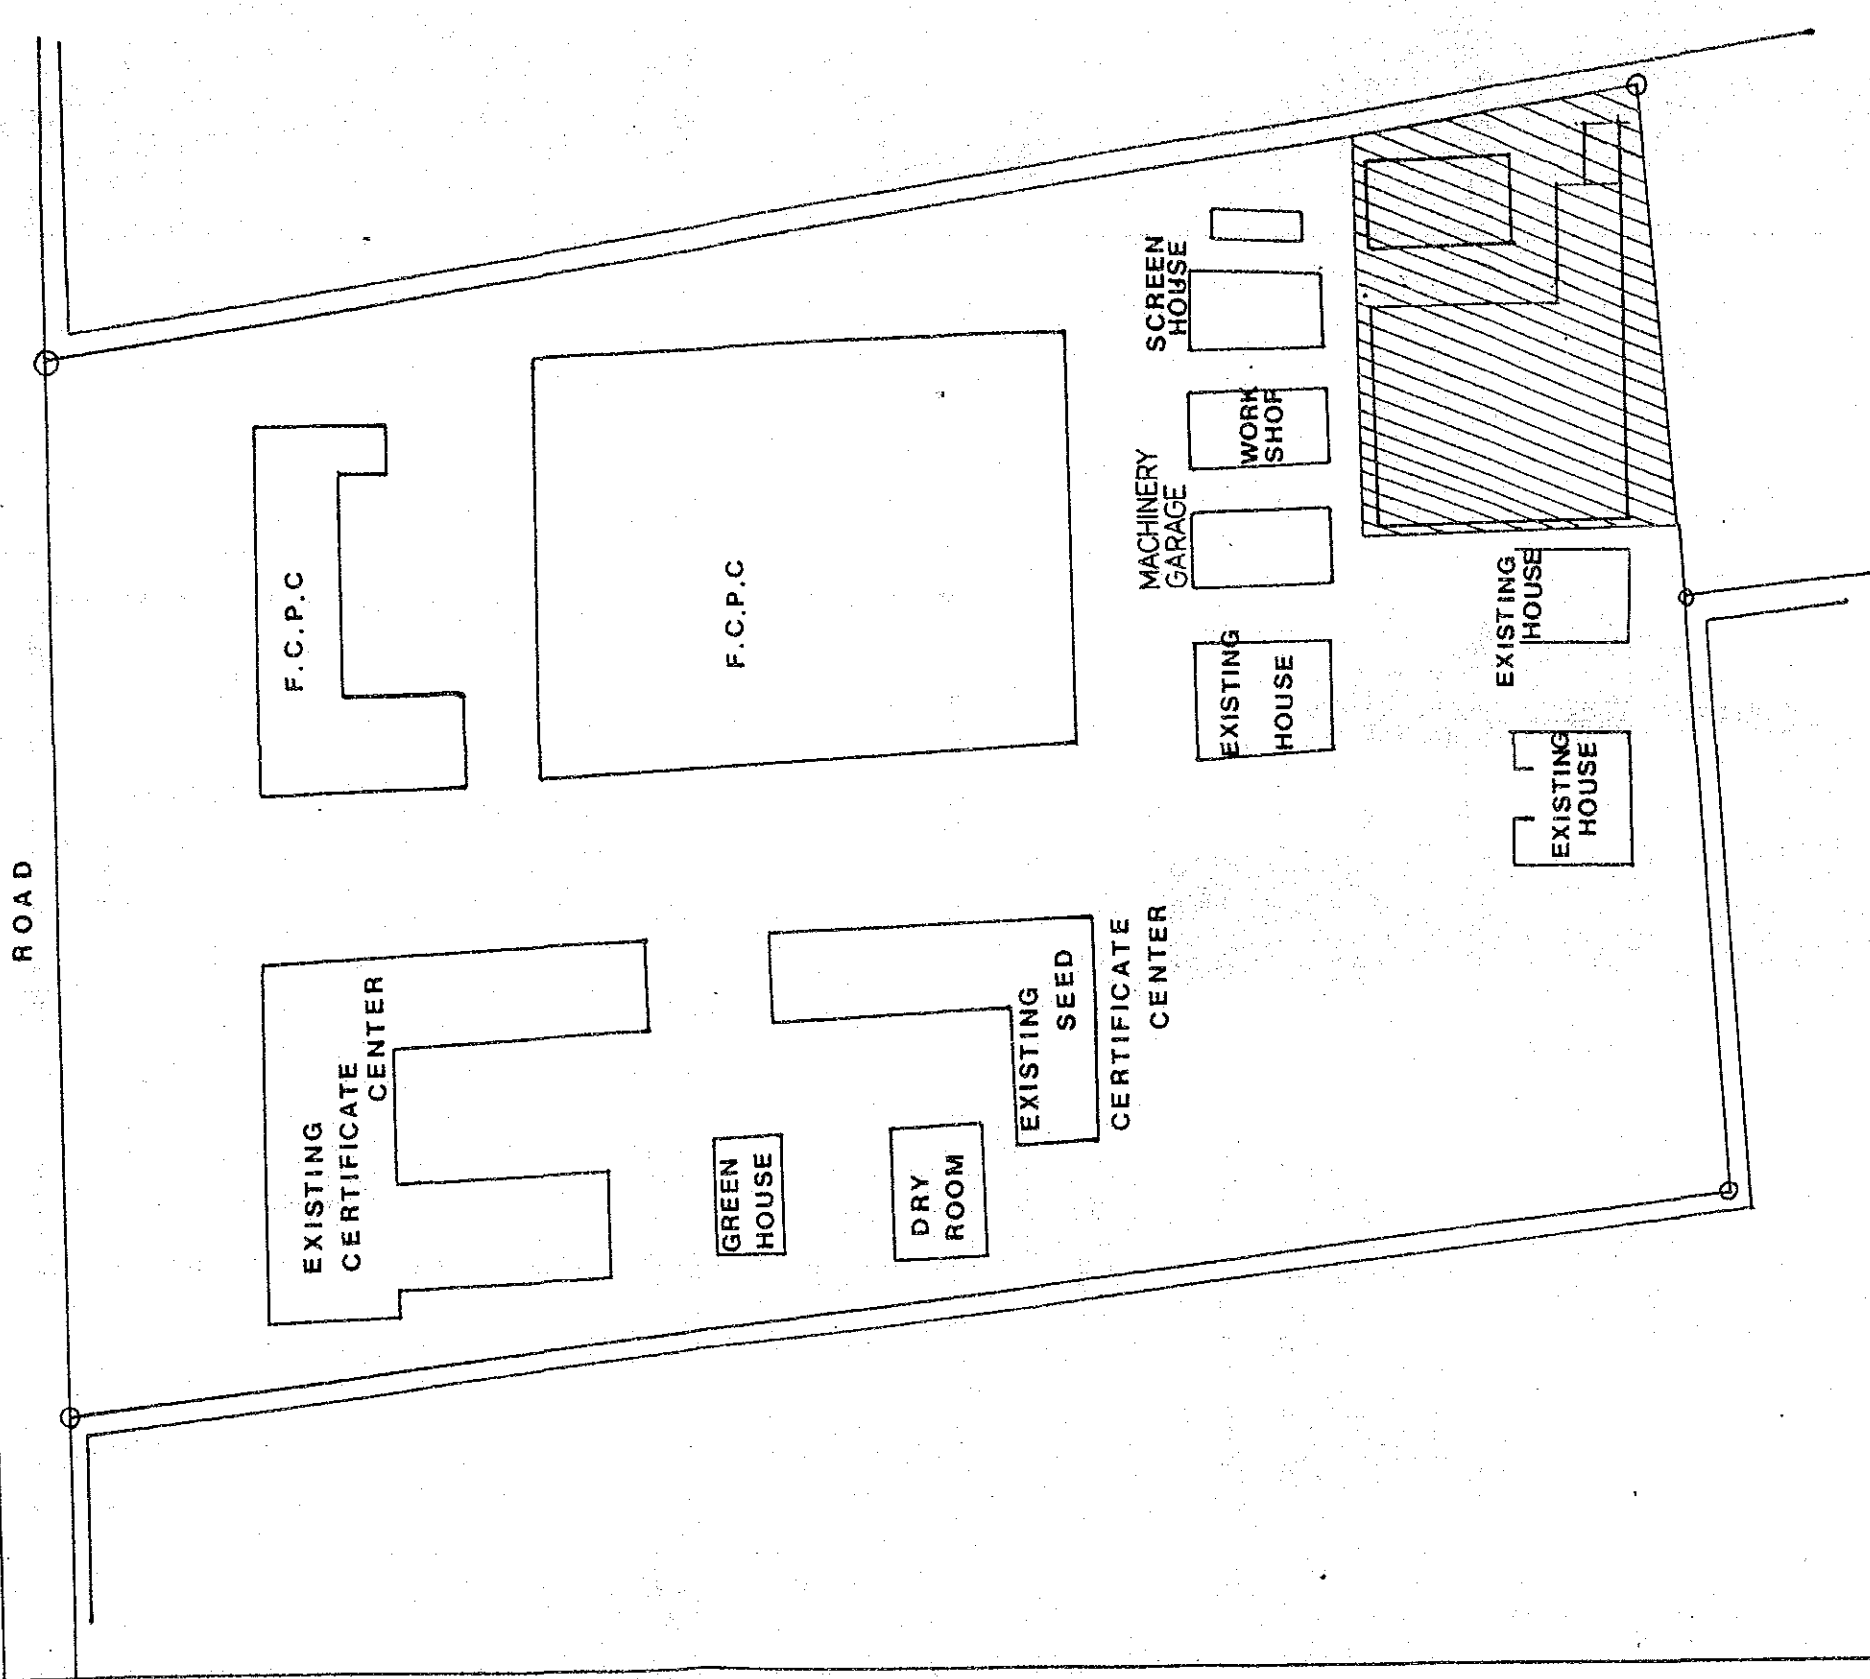 ROAD
F.C.P.C
F.C.P.C
SCREEN
HOUSE
WORK
SHOP
MACHINERY
GARAGE
EXISTING
HOUSE
EXISTING
HOUSE
EXISTING
HOUSE
EXISTING
CERTIFICATE
CENTER
GREEN
HOUSE
DRY
ROOM
EXISTING
SEED
CERTIFICATE
CENTER